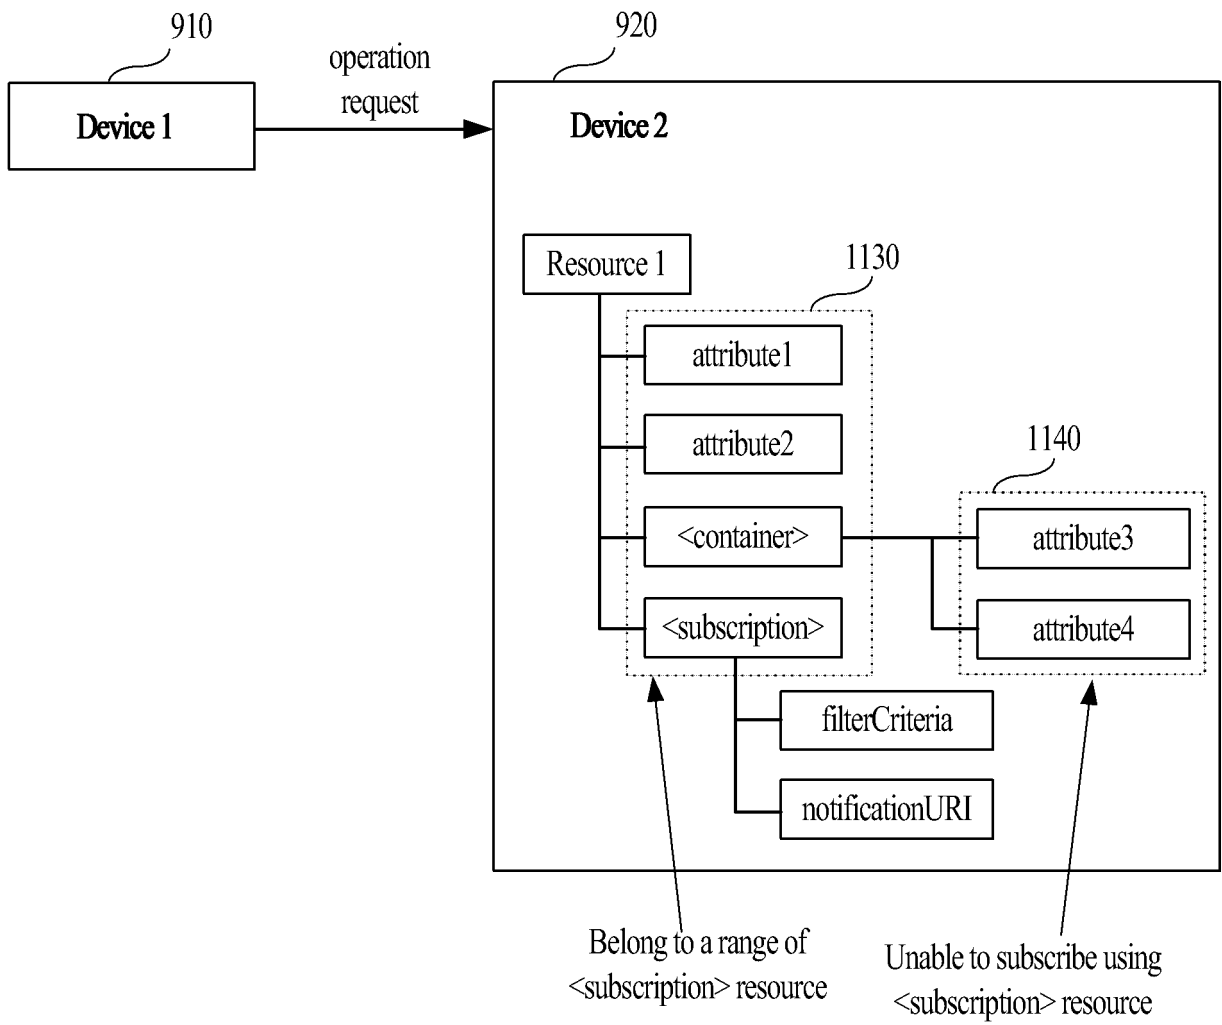 910
920
operation
request
Device 1
Device 2
1130
Resource 1
attribute1
attribute2
1140
<container>
attribute3
<subscription>
attribute4
filterCriteria
notificationURI
Belong to a range of
<subscription> resource
Unable to subscribe using
<subscription> resource